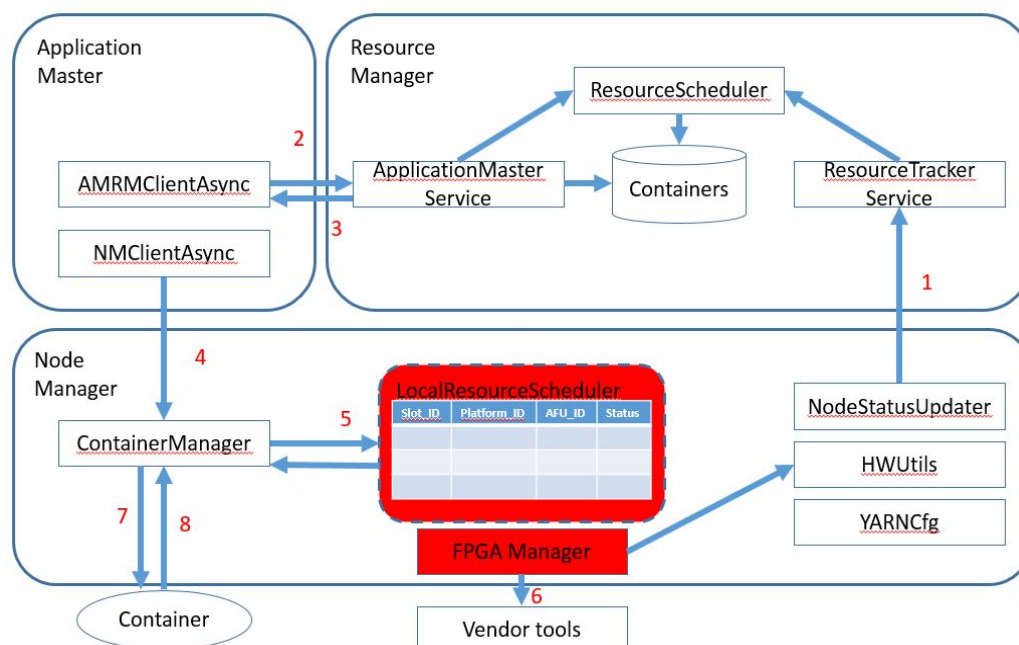 Application
Master
Resource
Manager
ResourceScheduler
2
AMRMClientAsync
ApplicationMaster
Service
Containers
ResourceTracker
Service
3
NMClientAsync
1
4
Node
Manager
LocalResourceScheduler
Slot_ID Platform_ID AFU_ID Status
NodeStatusUpdater
5
ContainerManager
HWUtils
7
8
YARNCfg
FPGA Manager
6
Container
Vendor tools